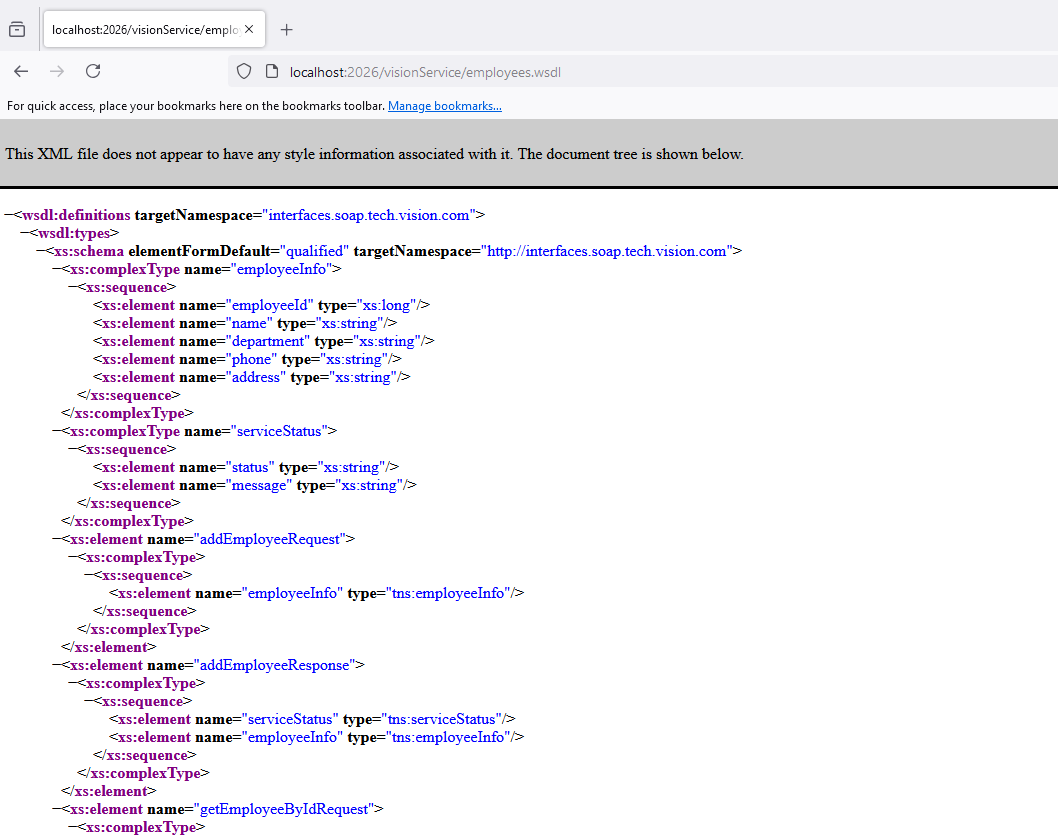 localhost:2026/visionService/emplo
localhost:2026/visionService/employees.wsdl
For quick access, place your bookmarks here on the bookmarks toolbar. Manage bookmarks...
This XML file does not appear to have any style information associated with it. The document tree is shown below.
−<wsdl:definitions targetNamespace="interfaces.soap.tech.vision.com">
−<wsdl:types>
−<xs:schema elementFormDefault="qualified" targetNamespace="http://interfaces.soap.tech.vision.com">
−<xs:complexType name="employeeInfo">
−<xs:sequence>
<xs:element name="employeeId" type="xs:long"/>
<xs:element name="name" type="xs:string"/>
<xs:element name="department" type="xs:string"/>
<xs:element name="phone" type="xs:string"/>
<xs:element name="address" type="xs:string"/>
</xs:sequence>
</xs:complexType>
−<xs:complexType name="serviceStatus">
−<xs:sequence>
<xs:element name="status" type="xs:string"/>
<xs:element name="message" type="xs:string"/>
</xs:sequence>
</xs:complexType>
−<xs:element name="addEmployeeRequest">
−<xs:complexType>
−<xs:sequence>
<xs:element name="employeeInfo" type="tns:employeeInfo"/>
</xs:sequence>
</xs:complexType>
</xs:element>
−<xs:element name="addEmployeeResponse">
−<xs:complexType>
−<xs:sequence>
<xs:element name="serviceStatus" type="tns:serviceStatus"/>
<xs:element name="employeeInfo" type="tns:employeeInfo"/>
</xs:sequence>
</xs:complexType>
</xs:element>
−<xs:element name="getEmployeeByIdRequest">
−<xs:complexType>